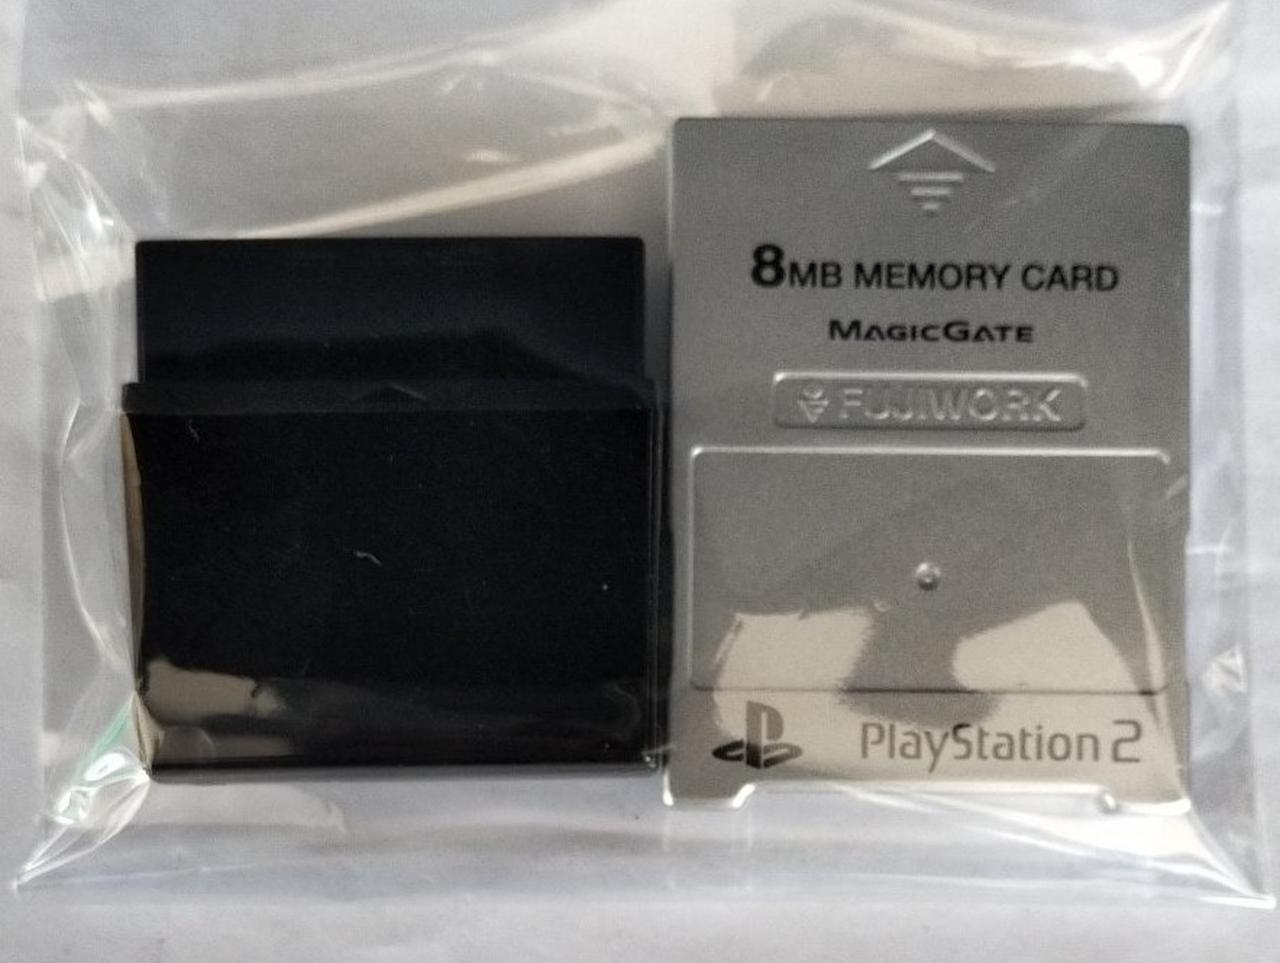 8MB MEMORY CARD
MAGICGATE
FUJIWORK
PlayStation 2